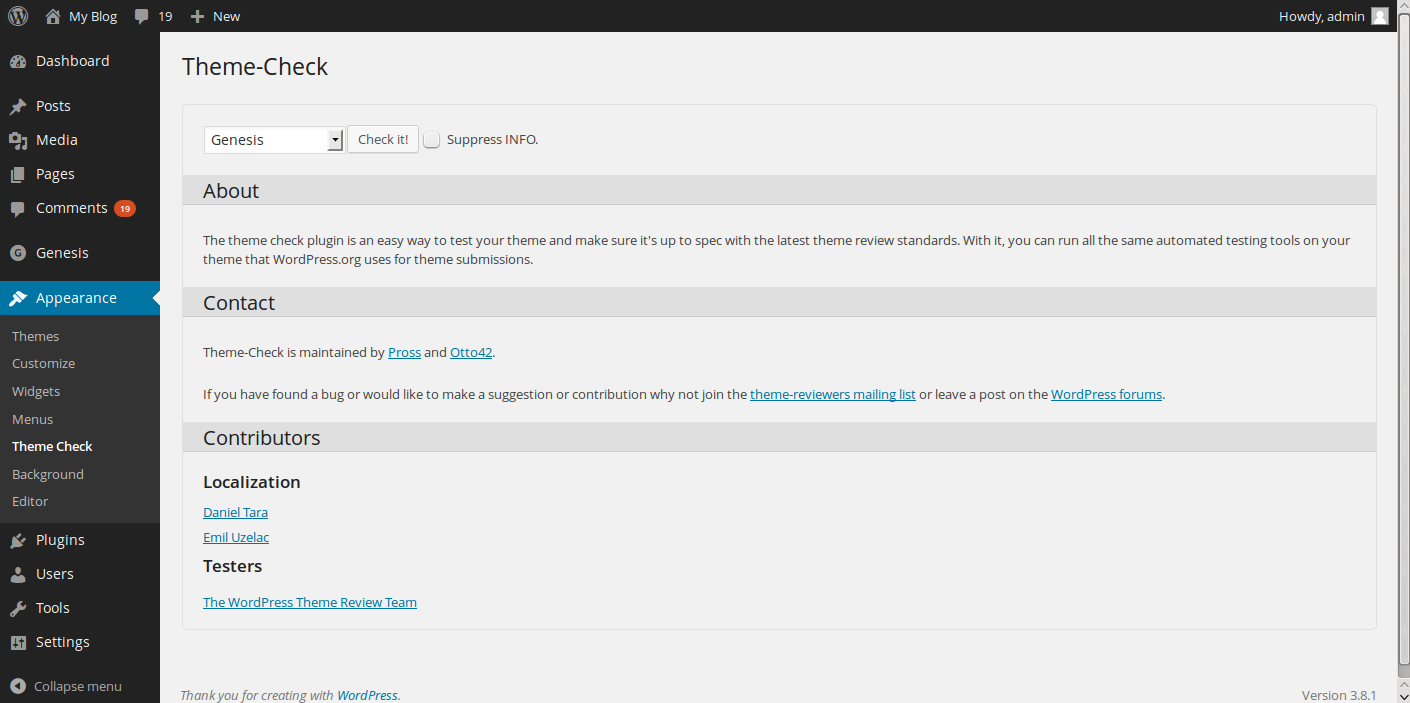 My Blog 19 New Howdy, admin
Dashboard
Posts
Media
Pages
Comments 19
Genesis
Appearance
Themes
Customize
Widgets
Menus
Theme Check
Background
Editor
Plugins
Users
Tools
Settings
Collapse menu
Theme-Check
Genesis Check it! Suppress INFO.
About
The theme check plugin is an easy way to test your theme and make sure it's up to spec with the latest theme review standards. With it, you can run all the same automated testing tools on your
theme that WordPress.org uses for theme submissions.
Contact
Theme-Check is maintained by Pross and Otto42.
If you have found a bug or would like to make a suggestion or contribution why not join the theme-reviewers mailing list or leave a post on the WordPress forums.
Contributors
Localization
Daniel Tara
Emil Uzelac
Testers
The WordPress Theme Review Team
Thank you for creating with WordPress. Version 3.8.1